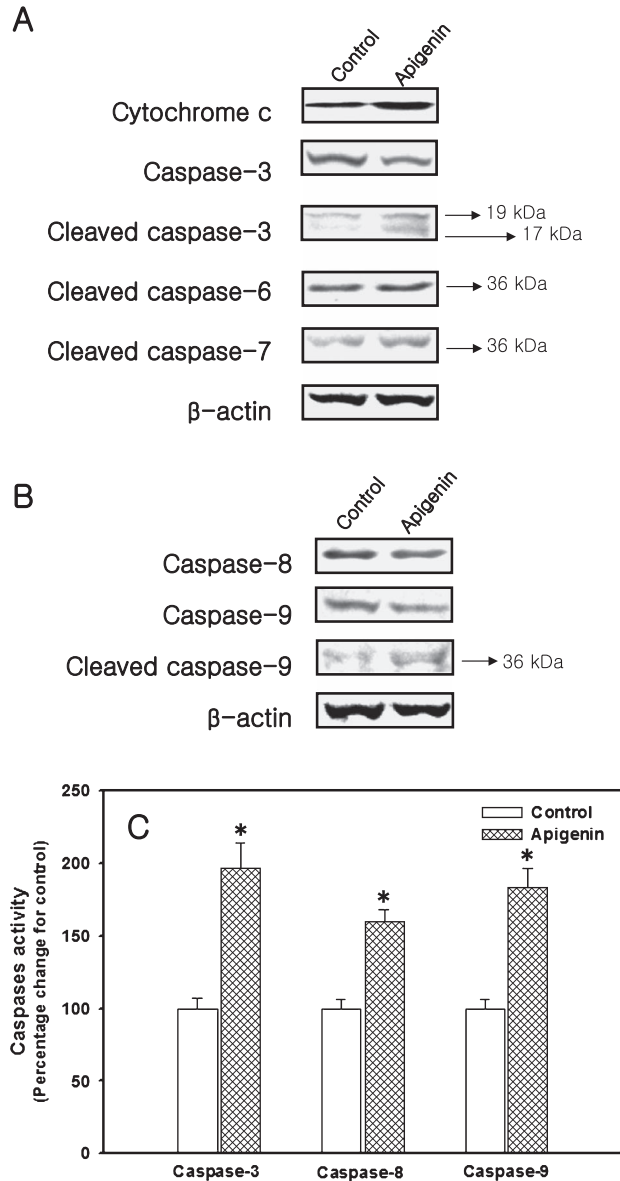 A
Control Apigenin
Cytochrome c
Caspase-3
Cleaved caspase-3 19 kDa
17 kDa
Cleaved caspase-6 36 kDa
Cleaved caspase-7 36 kDa
β-actin
B
Control Apigenin
Caspase-8
Caspase-9
Cleaved caspase-9 36 kDa
β-actin
C
Control
Apigenin
Caspases activity
(Percentage change for control)
250
200
150
100
50
0
* * *
Caspase-3 Caspase-8 Caspase-9